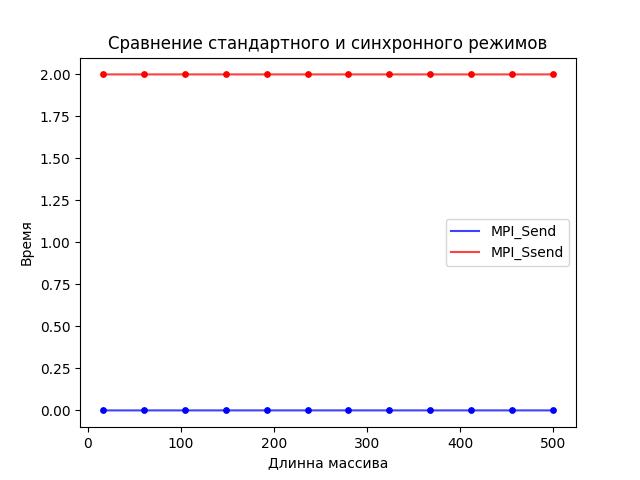 Сравнение стандартного и синхронного режимов
2.00
1.75
1.50
1.25
1.00
0.75
0.50
0.25
0.00
Время
MPI_Send
MPI_Ssend
0 100 200 300 400 500
Длинна массива